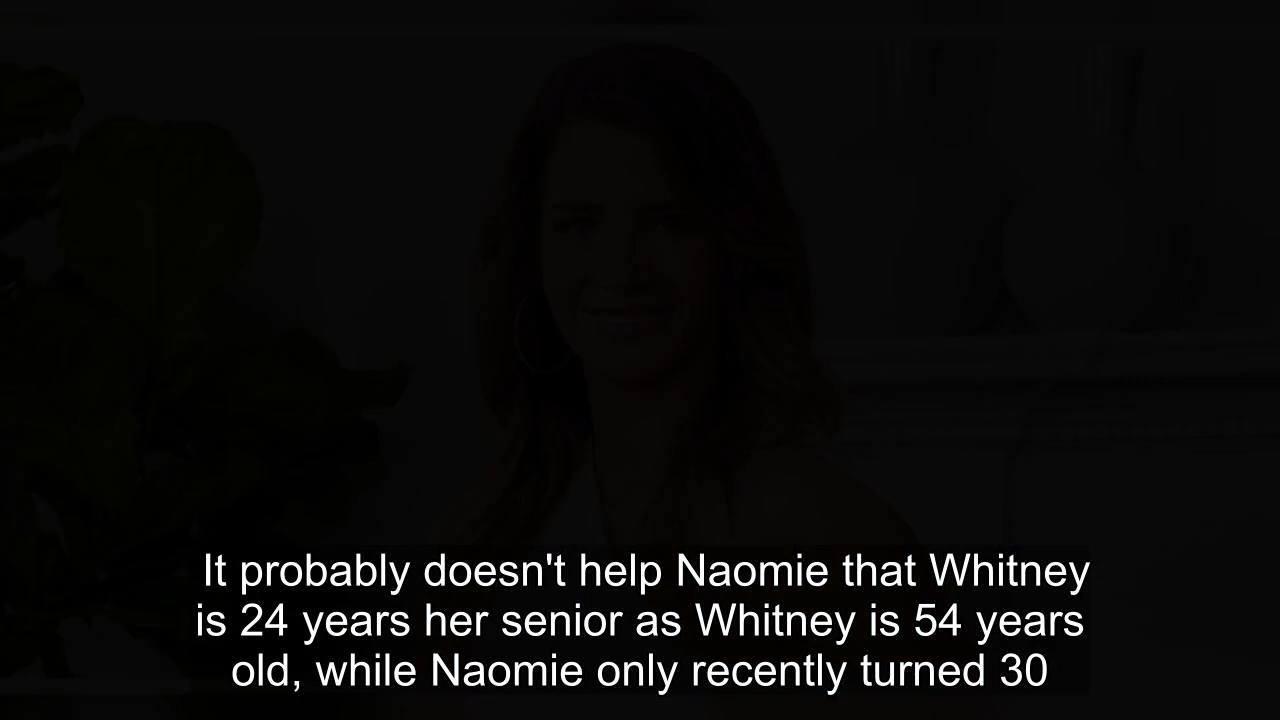 It probably doesn't help Naomie that Whitney
is 24 years her senior as Whitney is 54 years
old, while Naomie only recently turned 30